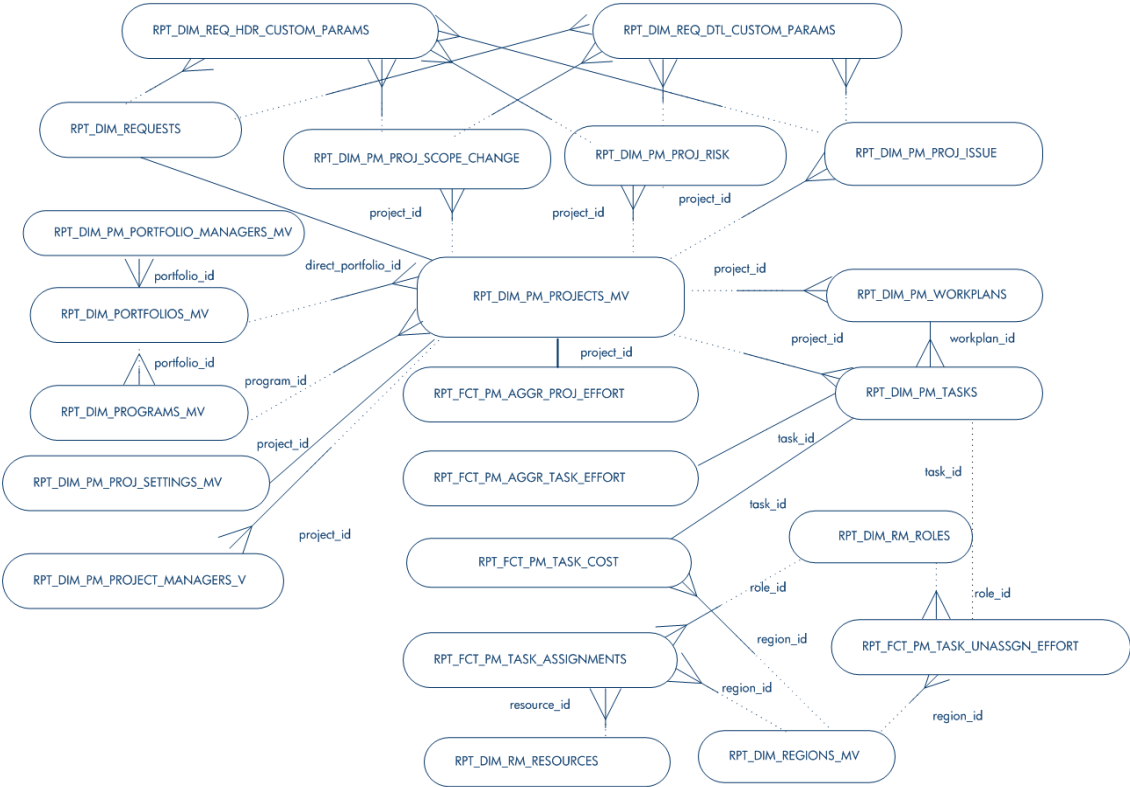 RPT_DIM_REQ_HDR_CUSTOM_PARAMS
RPT_DIM_REQ_DTL_CUSTOM_PARAMS
RPT_DIM_REQUESTS
RPT_DIM_PM_PROJ_SCOPE_CHANGE
RPT_DIM_PM_PROJ_RISK
RPT_DIM_PM_PROJ_ISSUE
project_id
project_id
project_id
RPT_DIM_PM_PORTFOLIO_MANAGERS_MV
portfolio_id
direct_portfolio_id
project_id
RPT_DIM_PM_PROJECTS_MV
RPT_DIM_PM_WORKPLANS
RPT_DIM_PORTFOLIOS_MV
project_id
workplan_id
portfolio_id
project_id
program_id
RPT_FCT_PM_AGGR_PROJ_EFFORT
RPT_DIM_PM_TASKS
RPT_DIM_PROGRAMS_MV
project_id
task_id
RPT_DIM_PM_PROJ_SETTINGS_MV
RPT_FCT_PM_AGGR_TASK_EFFORT
task_id
task_id
project_id
RPT_DIM_RM_ROLES
RPT_FCT_PM_TASK_COST
RPT_DIM_PM_PROJECT_MANAGERS_V
role_id
role_id
region_id
RPT_FCT_PM_TASK_ASSIGNMENTS
RPT_FCT_PM_TASK_UNASSGN_EFFORT
region_id
resource_id
region_id
RPT_DIM_RM_RESOURCES
RPT_DIM_REGIONS_MV